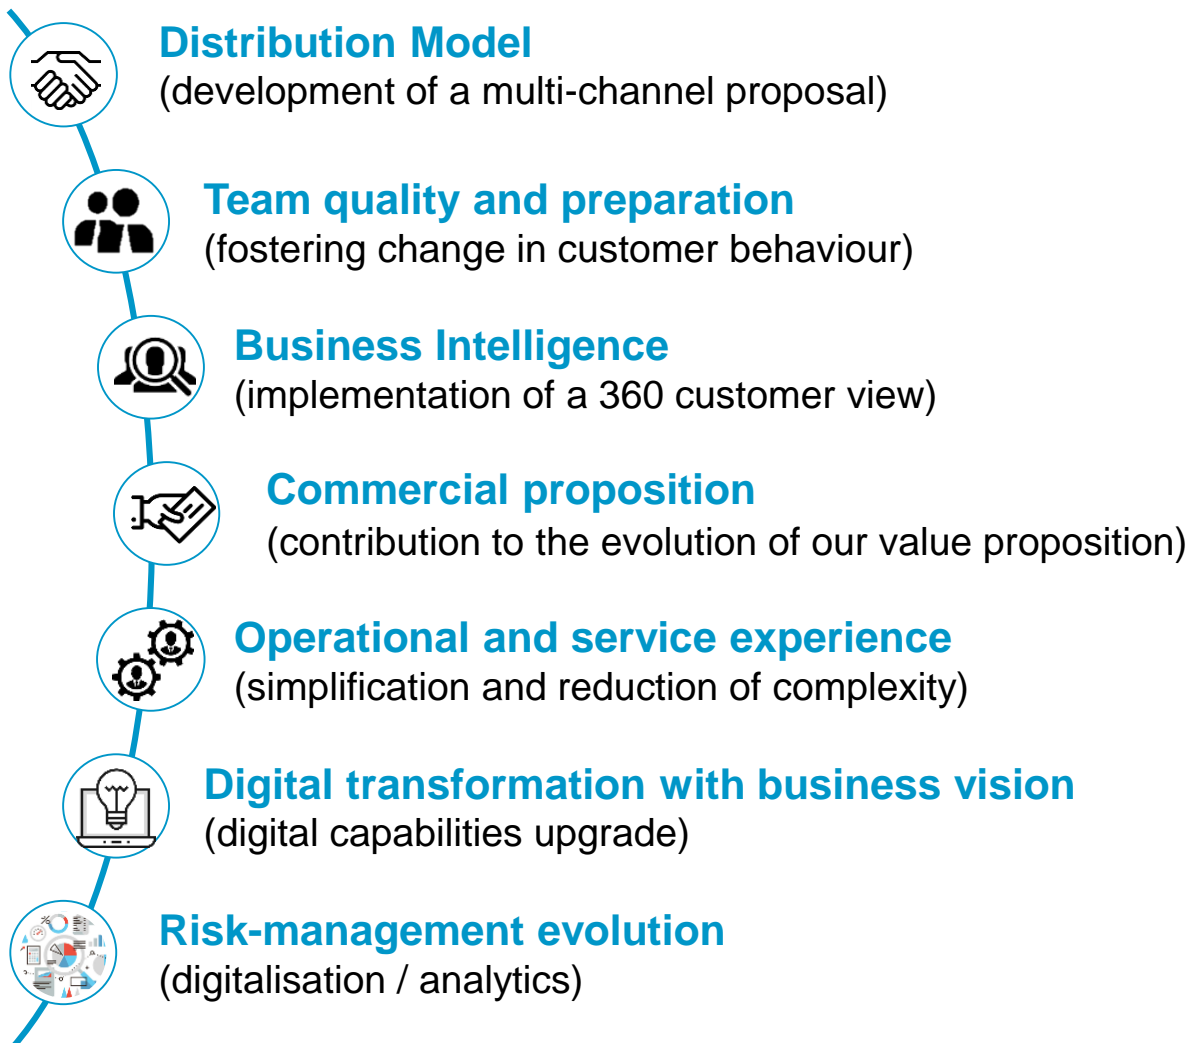 Distribution Model
(development of a multi-channel proposal)
Team quality and preparation
(fostering change in customer behaviour)
Business Intelligence
(implementation of a 360 customer view)
Commercial proposition
(contribution to the evolution of our value proposition)
Operational and service experience
(simplification and reduction of complexity)
Digital transformation with business vision
(digital capabilities upgrade)
Risk-management evolution
(digitalisation / analytics)